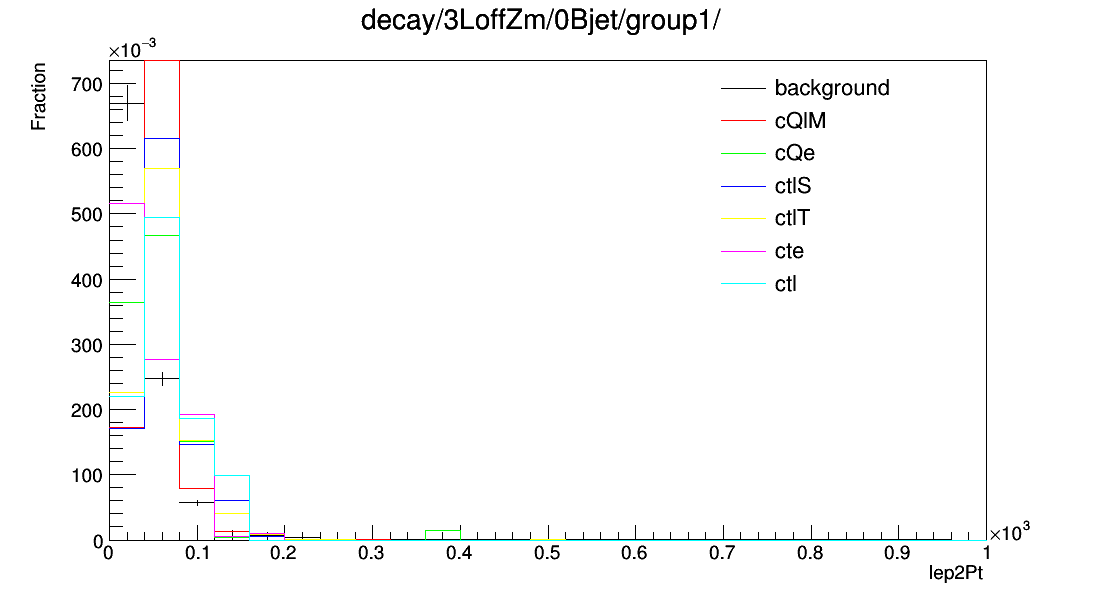 decay/3LoffZm/0Bjet/group1/
×10⁻³
Fraction
700
600
500
400
300
200
100
0
background
cQlM
cQe
ctlS
ctlT
cte
ctl
0 0.1 0.2 0.3 0.4 0.5 0.6 0.7 0.8 0.9 1
×10³
lep2Pt